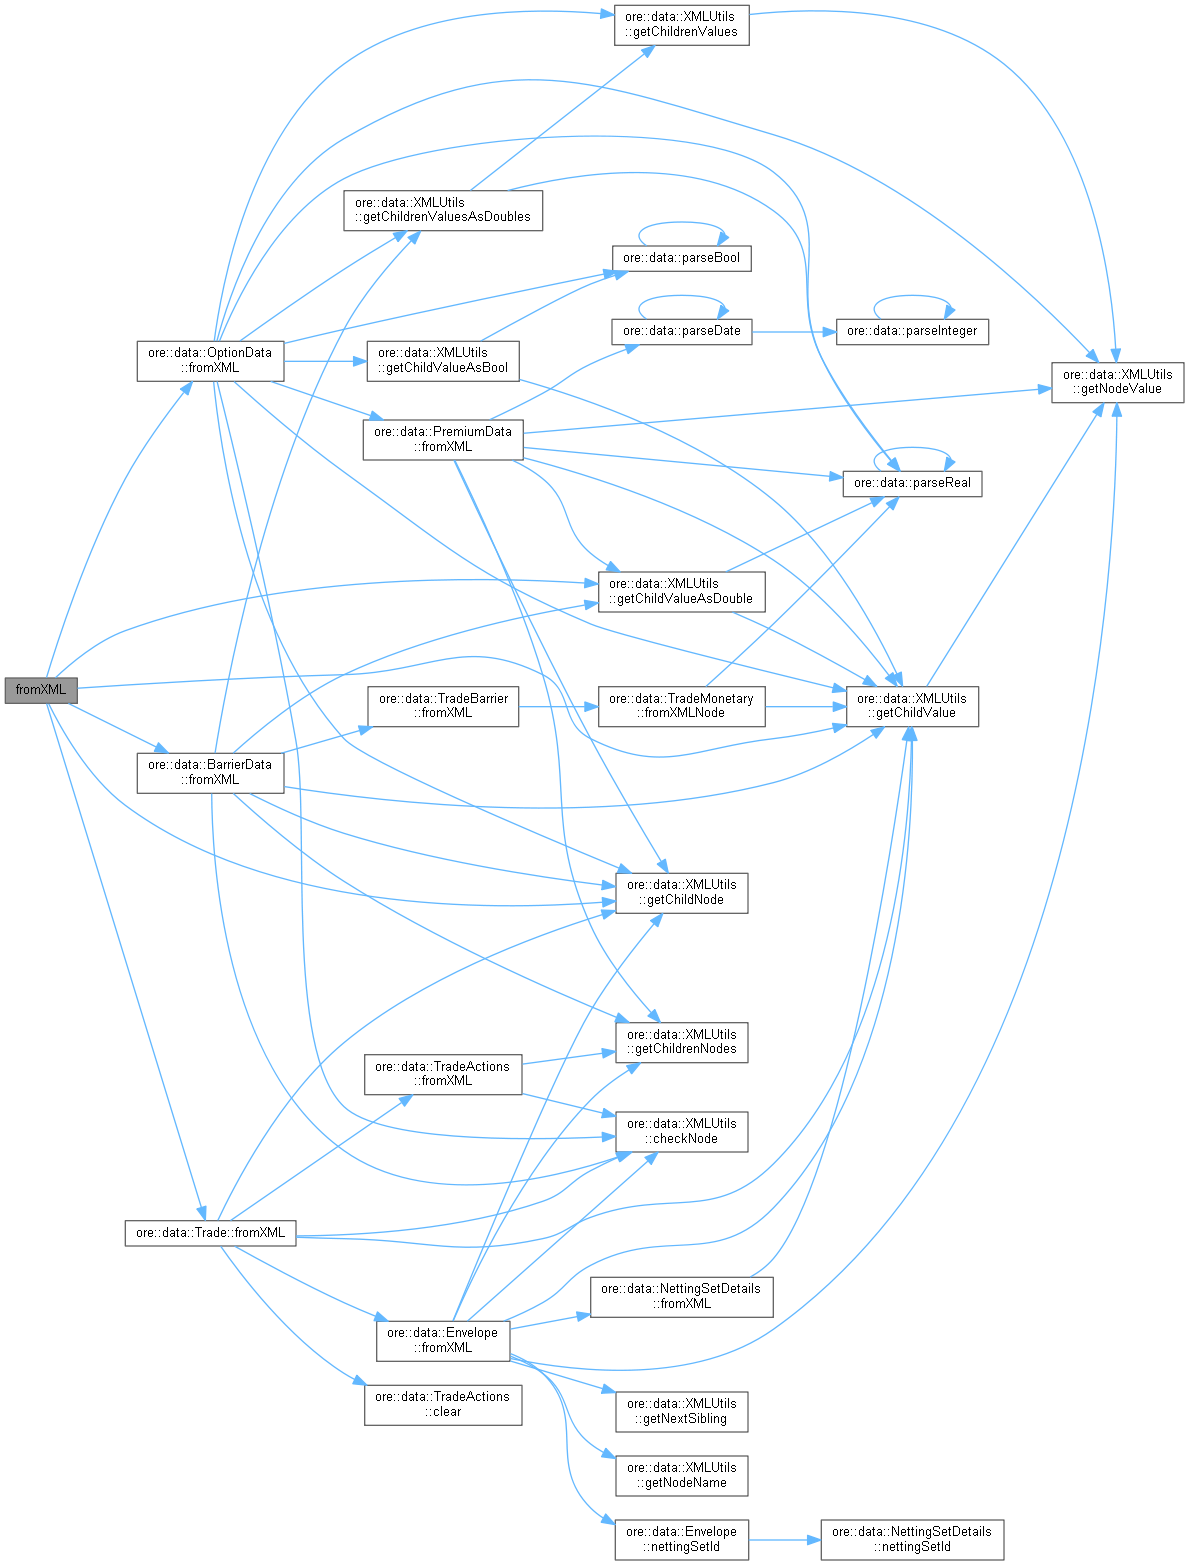 ore::data::XMLUtils
::getChildrenValues
ore::data::XMLUtils
::getChildrenValuesAsDoubles
ore::data::parseBool
ore::data::parseDate
ore::data::parseInteger
ore::data::OptionData
::fromXML
ore::data::XMLUtils
::getChildValueAsBool
ore::data::XMLUtils
::getNodeValue
ore::data::PremiumData
::fromXML
ore::data::parseReal
ore::data::XMLUtils
::getChildValueAsDouble
fromXML
ore::data::TradeBarrier
::fromXML
ore::data::TradeMonetary
::fromXMLNode
ore::data::XMLUtils
::getChildValue
ore::data::BarrierData
::fromXML
ore::data::XMLUtils
::getChildNode
ore::data::XMLUtils
::getChildrenNodes
ore::data::TradeActions
::fromXML
ore::data::XMLUtils
::checkNode
ore::data::Trade::fromXML
ore::data::NettingSetDetails
::fromXML
ore::data::Envelope
::fromXML
ore::data::TradeActions
::clear
ore::data::XMLUtils
::getNextSibling
ore::data::XMLUtils
::getNodeName
ore::data::Envelope
::nettingSetId
ore::data::NettingSetDetails
::nettingSetId